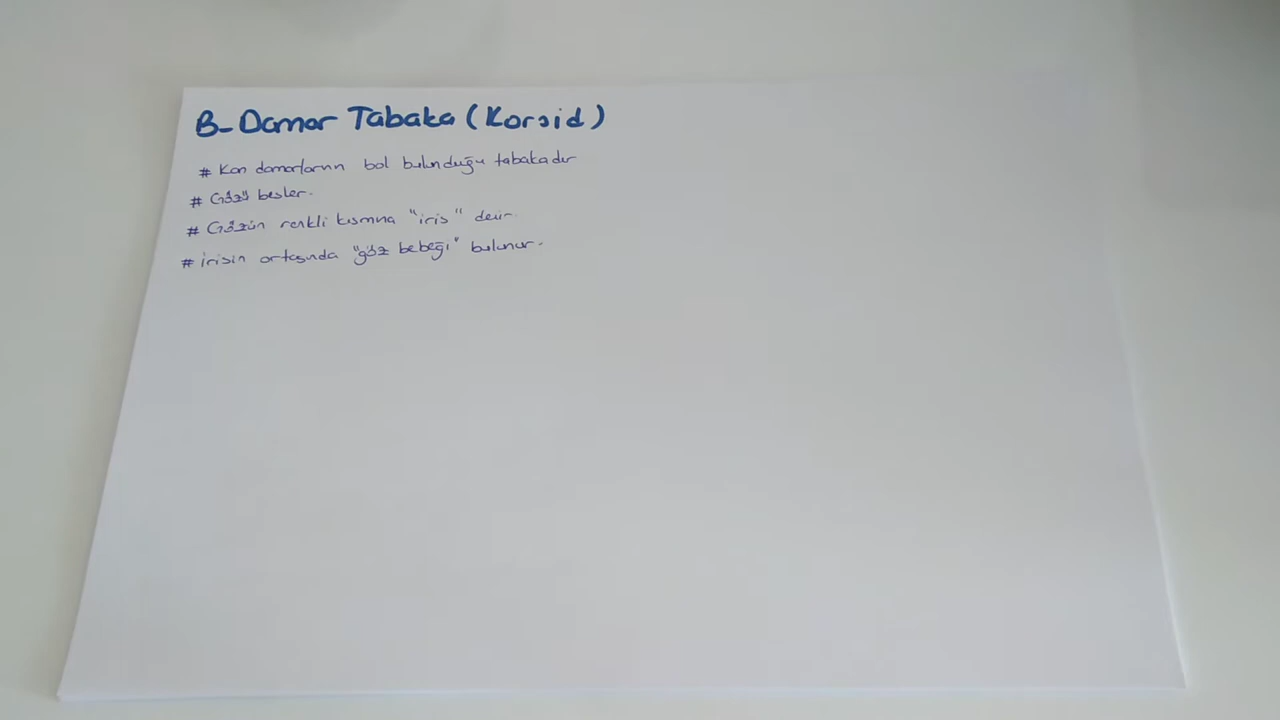 B- Damar Tabaka (Koroid)
# Kan damarlarının bol bulunduğu tabakadır
# Gözü besler.
# Gözün renkli kısmına "iris" denir.
# İrisin ortasında "göz bebeği" bulunur.